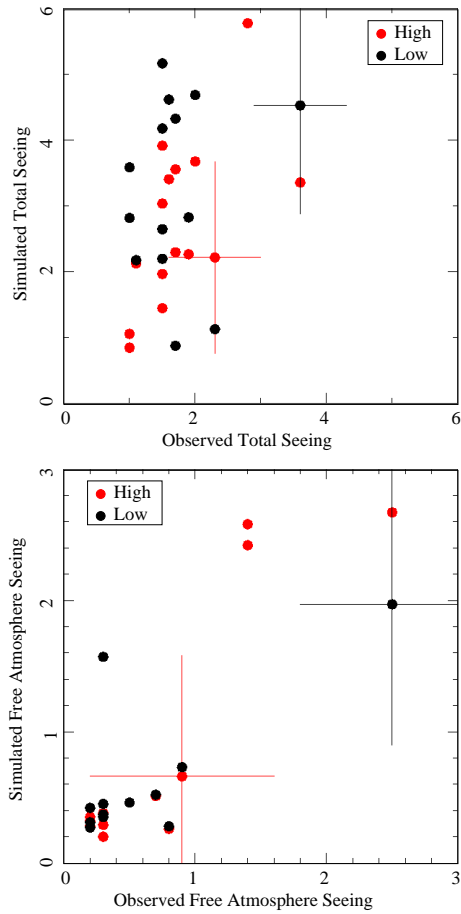 6
High
Low
4
Simulated Total Seeing
2
0
0 2 4 6
Observed Total Seeing
3
High
Low
2
Simulated Free Atmosphere Seeing
1
0
0 1 2 3
Observed Free Atmosphere Seeing